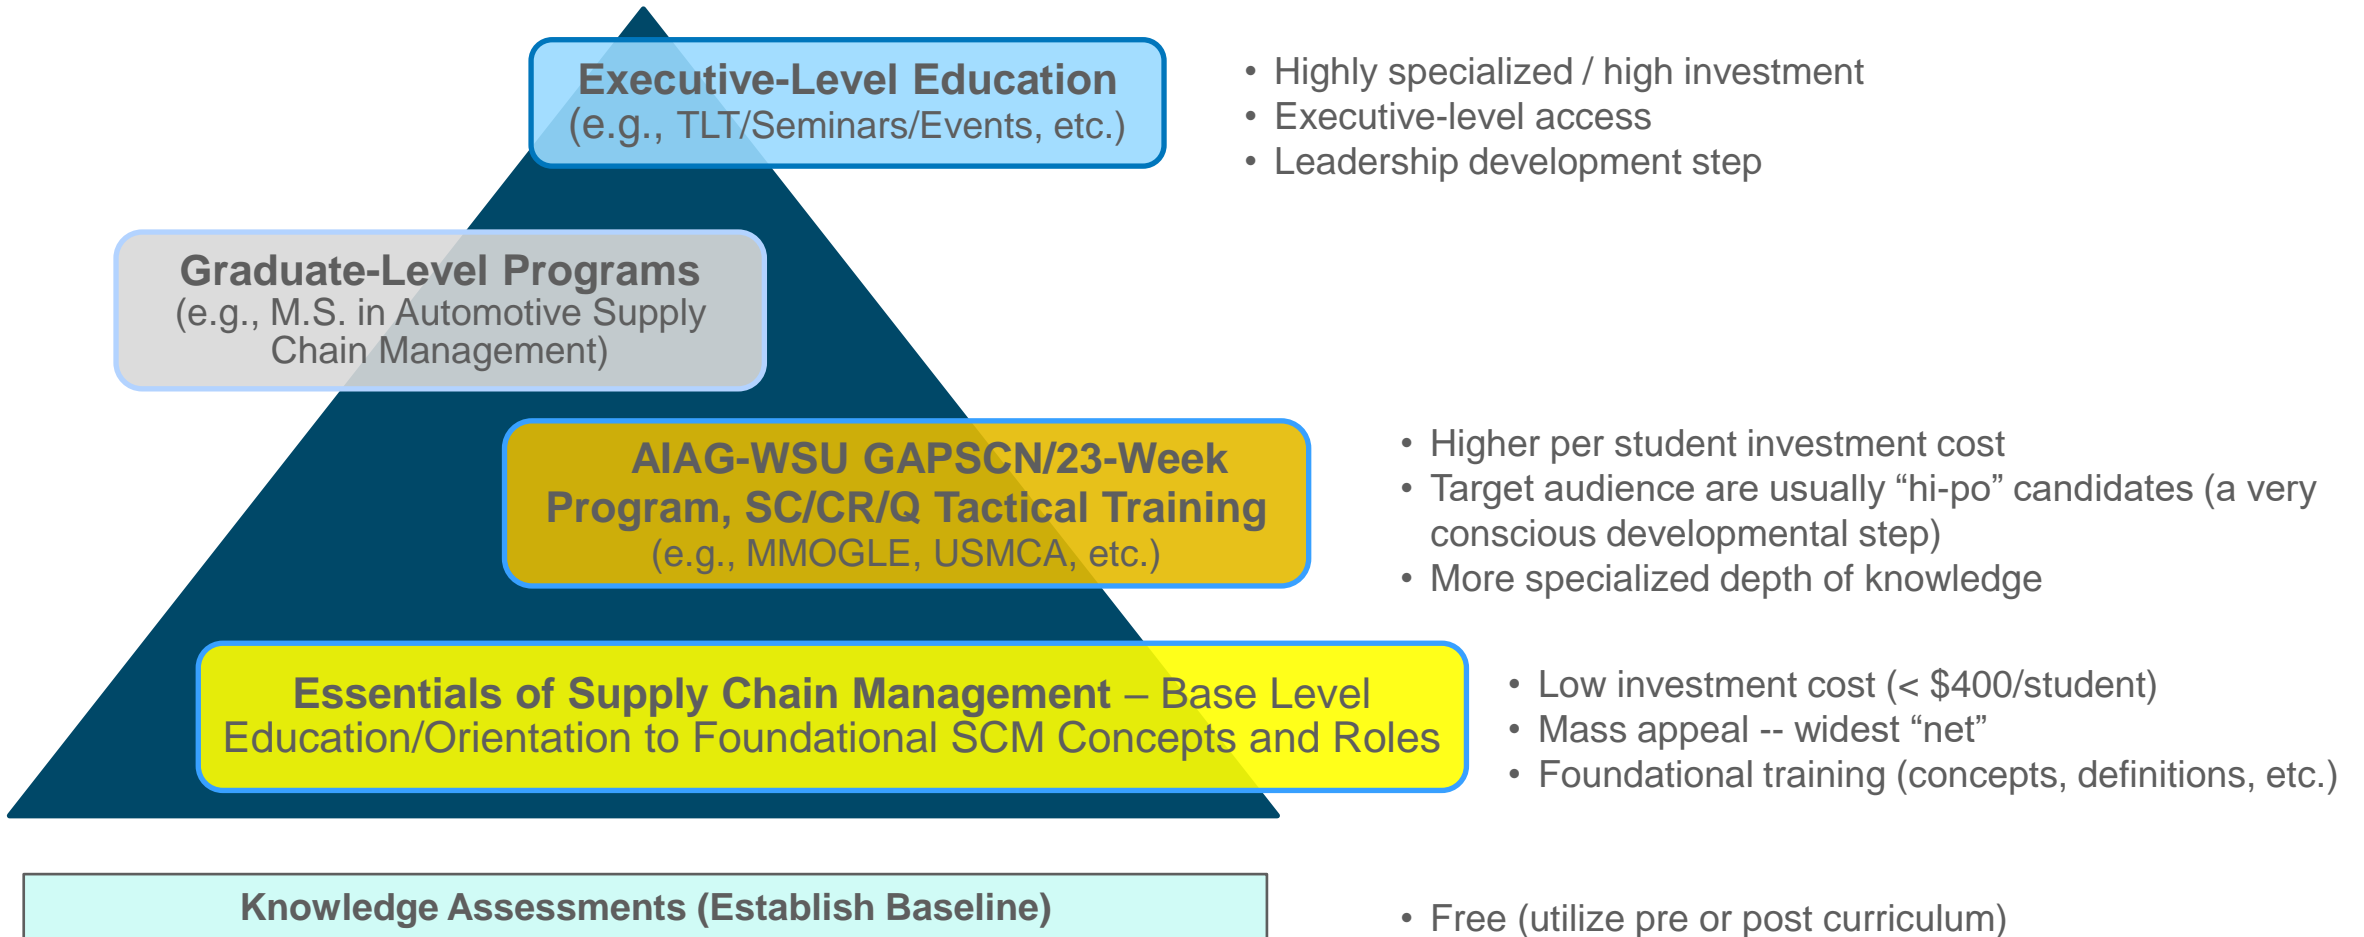 Executive-Level Education
(e.g., TLT/Seminars/Events, etc.)
• Highly specialized / high investment
• Executive-level access
• Leadership development step
Graduate-Level Programs
(e.g., M.S. in Automotive Supply
Chain Management)
AIAG-WSU GAPSCN/23-Week
Program, SC/CR/Q Tactical Training
(e.g., MMOGLE, USMCA, etc.)
• Higher per student investment cost
• Target audience are usually “hi-po” candidates (a very
conscious developmental step)
• More specialized depth of knowledge
Essentials of Supply Chain Management – Base Level
Education/Orientation to Foundational SCM Concepts and Roles
• Low investment cost (< $400/student)
• Mass appeal -- widest “net”
• Foundational training (concepts, definitions, etc.)
Knowledge Assessments (Establish Baseline)
• Free (utilize pre or post curriculum)